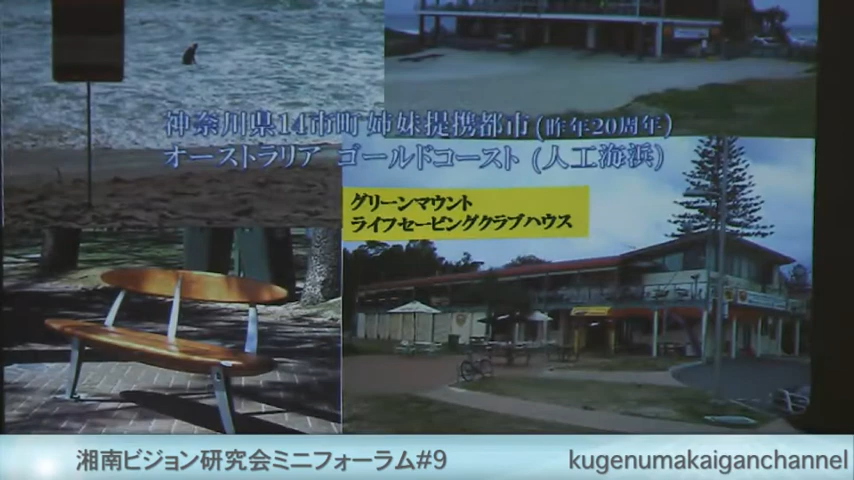 神奈川県14市町姉妹提携都市(昨年20周年)
オーストラリア ゴールドコースト (人工海浜)
グリーンマウント
ライフセービングクラブハウス
湘南ビジョン研究会ミニフォーラム#9
kugenumakaiganchannel